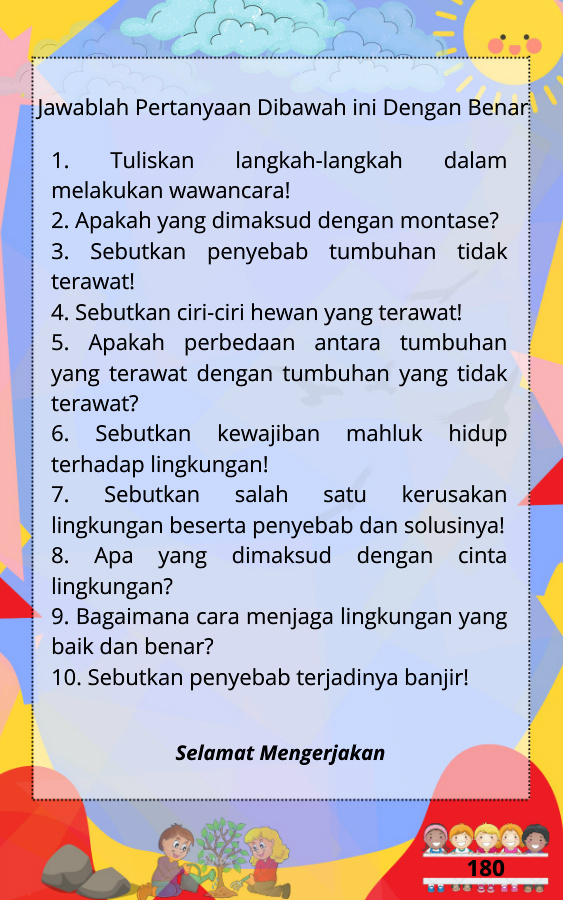 Jawablah Pertanyaan Dibawah ini Dengan Benar
1. Tuliskan langkah-langkah dalam
melakukan wawancara!
2. Apakah yang dimaksud dengan montase?
3. Sebutkan penyebab tumbuhan tidak
terawat!
4. Sebutkan ciri-ciri hewan yang terawat!
5. Apakah perbedaan antara tumbuhan
yang terawat dengan tumbuhan yang tidak
terawat?
6. Sebutkan kewajiban mahluk hidup
terhadap lingkungan!
7. Sebutkan salah satu kerusakan
lingkungan beserta penyebab dan solusinya!
8. Apa yang dimaksud dengan cinta
lingkungan?
9. Bagaimana cara menjaga lingkungan yang
baik dan benar?
10. Sebutkan penyebab terjadinya banjir!
Selamat Mengerjakan
180